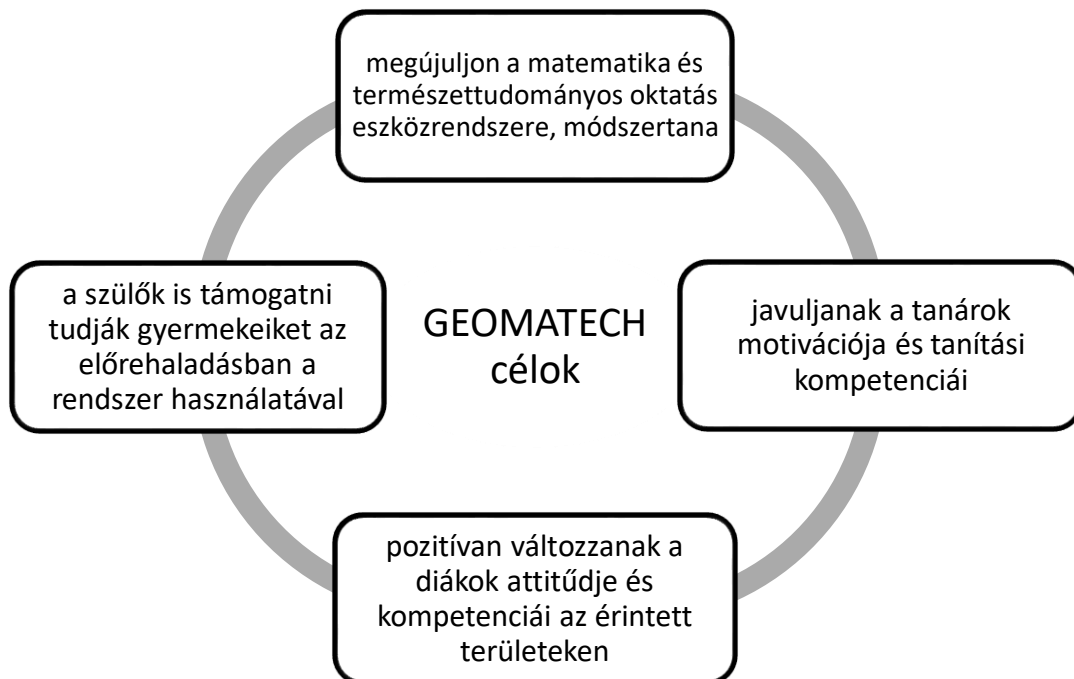 megújuljon a matematika és
természettudományos oktatás
eszközrendszere, módszertana
a szülők is támogatni
tudják gyermekeiket az
előrehaladásban a
rendszer használatával
GEOMATECH
célok
javuljanak a tanárok
motivációja és tanítási
kompetenciái
pozitívan változzanak a
diákok attitűdje és
kompetenciái az érintett
területeken